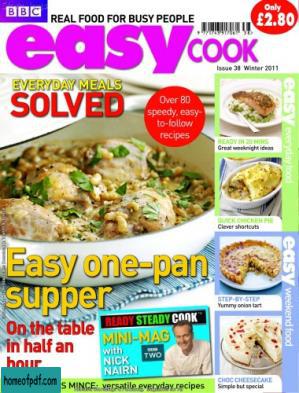 BBC
REAL FOR BUSY PEOPLE
Only
£2.80
easy COOK
Issue 38 Winter 2011
9 771743 917061
38
EVERYDAY MEALS
SOLVED
Over 80
speedy, easy-
to-follow
recipes
easy everyday food
READY IN 20 MINS
Great weeknight ideas
QUICK CHICKEN PIE
Clever shortcuts
easy weekend food
STEP-BY-STEP
Yummy onion tart
CHOC CHEESECAKE
Simple but special
Easy one-pan
supper
On the table
in half an
hour
READY STEADY COOK
MINI-MAG
with
NICK
NAIRN
BBC
TWO
homeofpdf.com
S MINCE: versatile everyday recipes